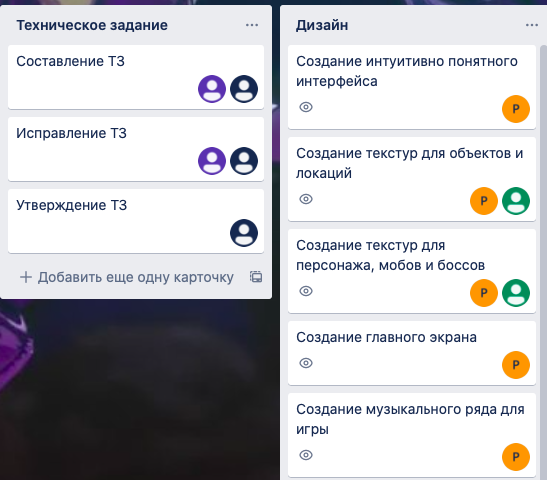 Техническое задание
Составление ТЗ
Исправление ТЗ
Утверждение ТЗ
Добавить еще одну карточку
Дизайн
Создание интуитивно понятного
интерфейса
Р
Создание текстур для объектов и
локаций
Р
Создание текстур для
персонажа, мобов и боссов
Р
Создание главного экрана
Р
Создание музыкального ряда для
игры
Р